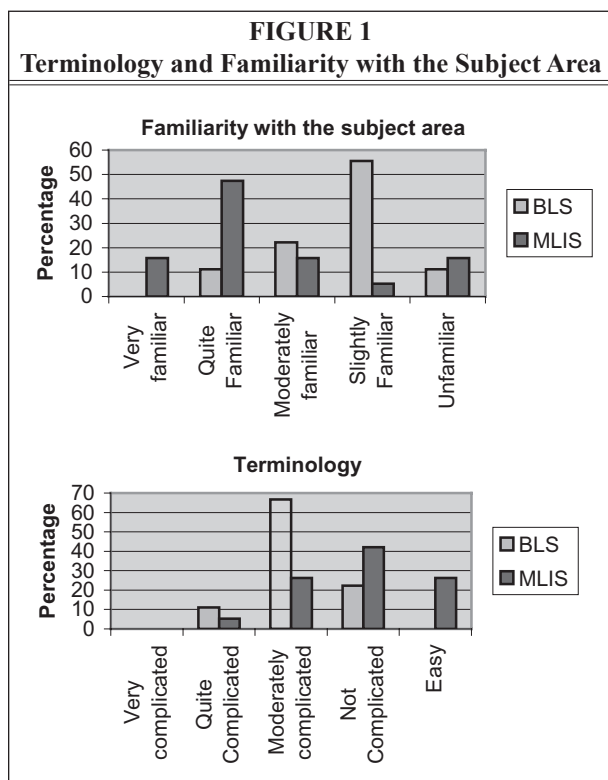 FIGURE 1
Terminology and Familiarity with the Subject Area
Familiarity with the subject area
Percentage
60
50
40
30
20
10
0
Very
familiar
Quite
Familiar
Moderately
familiar
Slightly
Familiar
Unfamiliar
BLS
MLIS
Terminology
Percentage
70
60
50
40
30
20
10
0
Very
complicated
Quite
Complicated
Moderately
complicated
Not
Complicated
Easy
BLS
MLIS